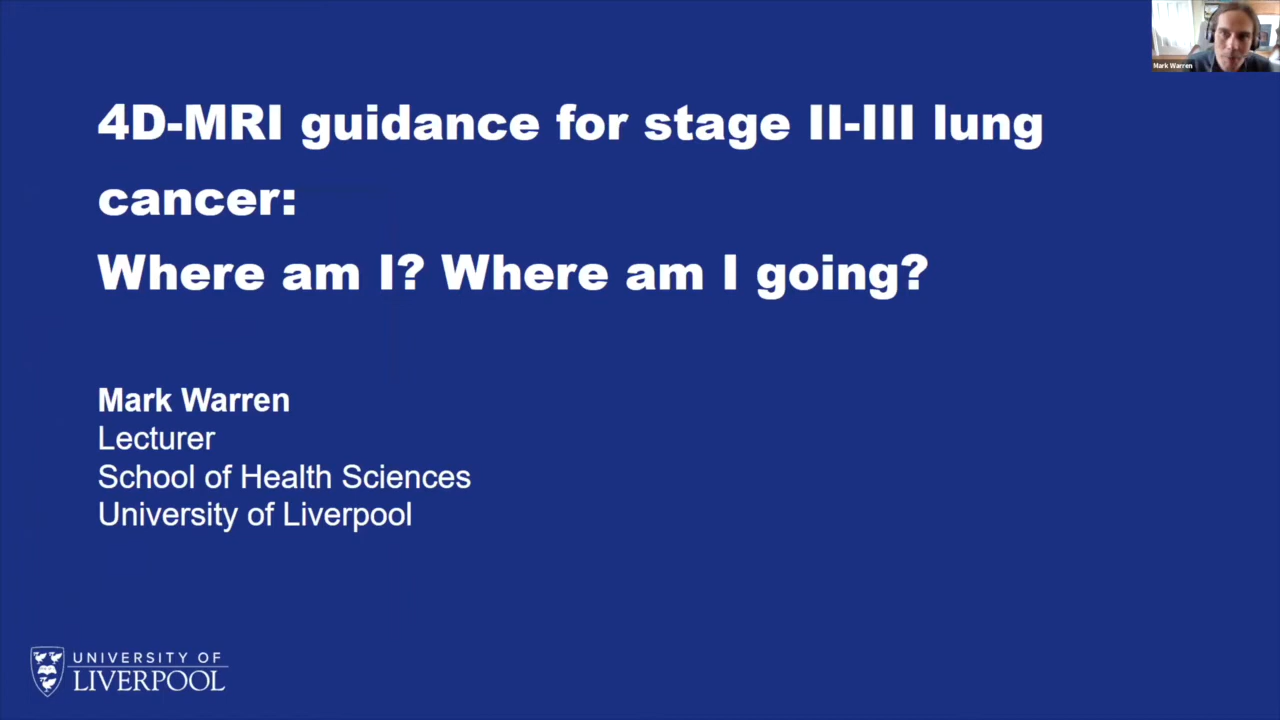 Mark Warren
4D-MRI guidance for stage II-III lung
cancer:
Where am I? Where am I going?
Mark Warren
Lecturer
School of Health Sciences
University of Liverpool
UNIVERSITY OF
LIVERPOOL